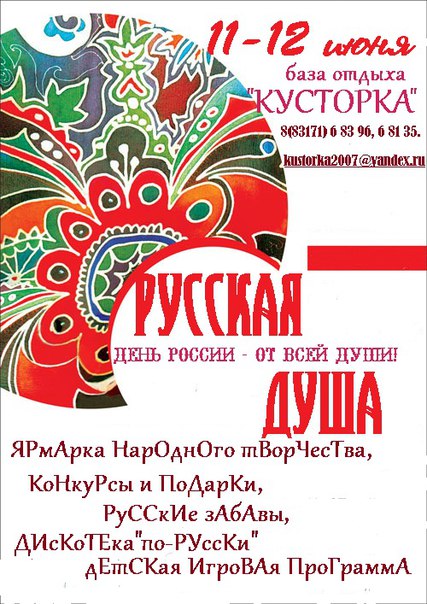 11-12 июня
база отдыха
"КУСТОРКА"
8(83171) 6 83 96, 6 81 35.
kustorka2007@yandex.ru
РУССКАЯ
ДЕНЬ РОССИИ - ОТ ВСЕЙ ДУШИ!
ДУША
ЯРмАрка НарОднОго тВорЧесТва,
КоНкуРсы и ПоДарКи,
РуССкИе зАбАвы,
ДИсКоТЕка"по-РУссКи"
дЕтСКая ИгроВАя ПроГраммА